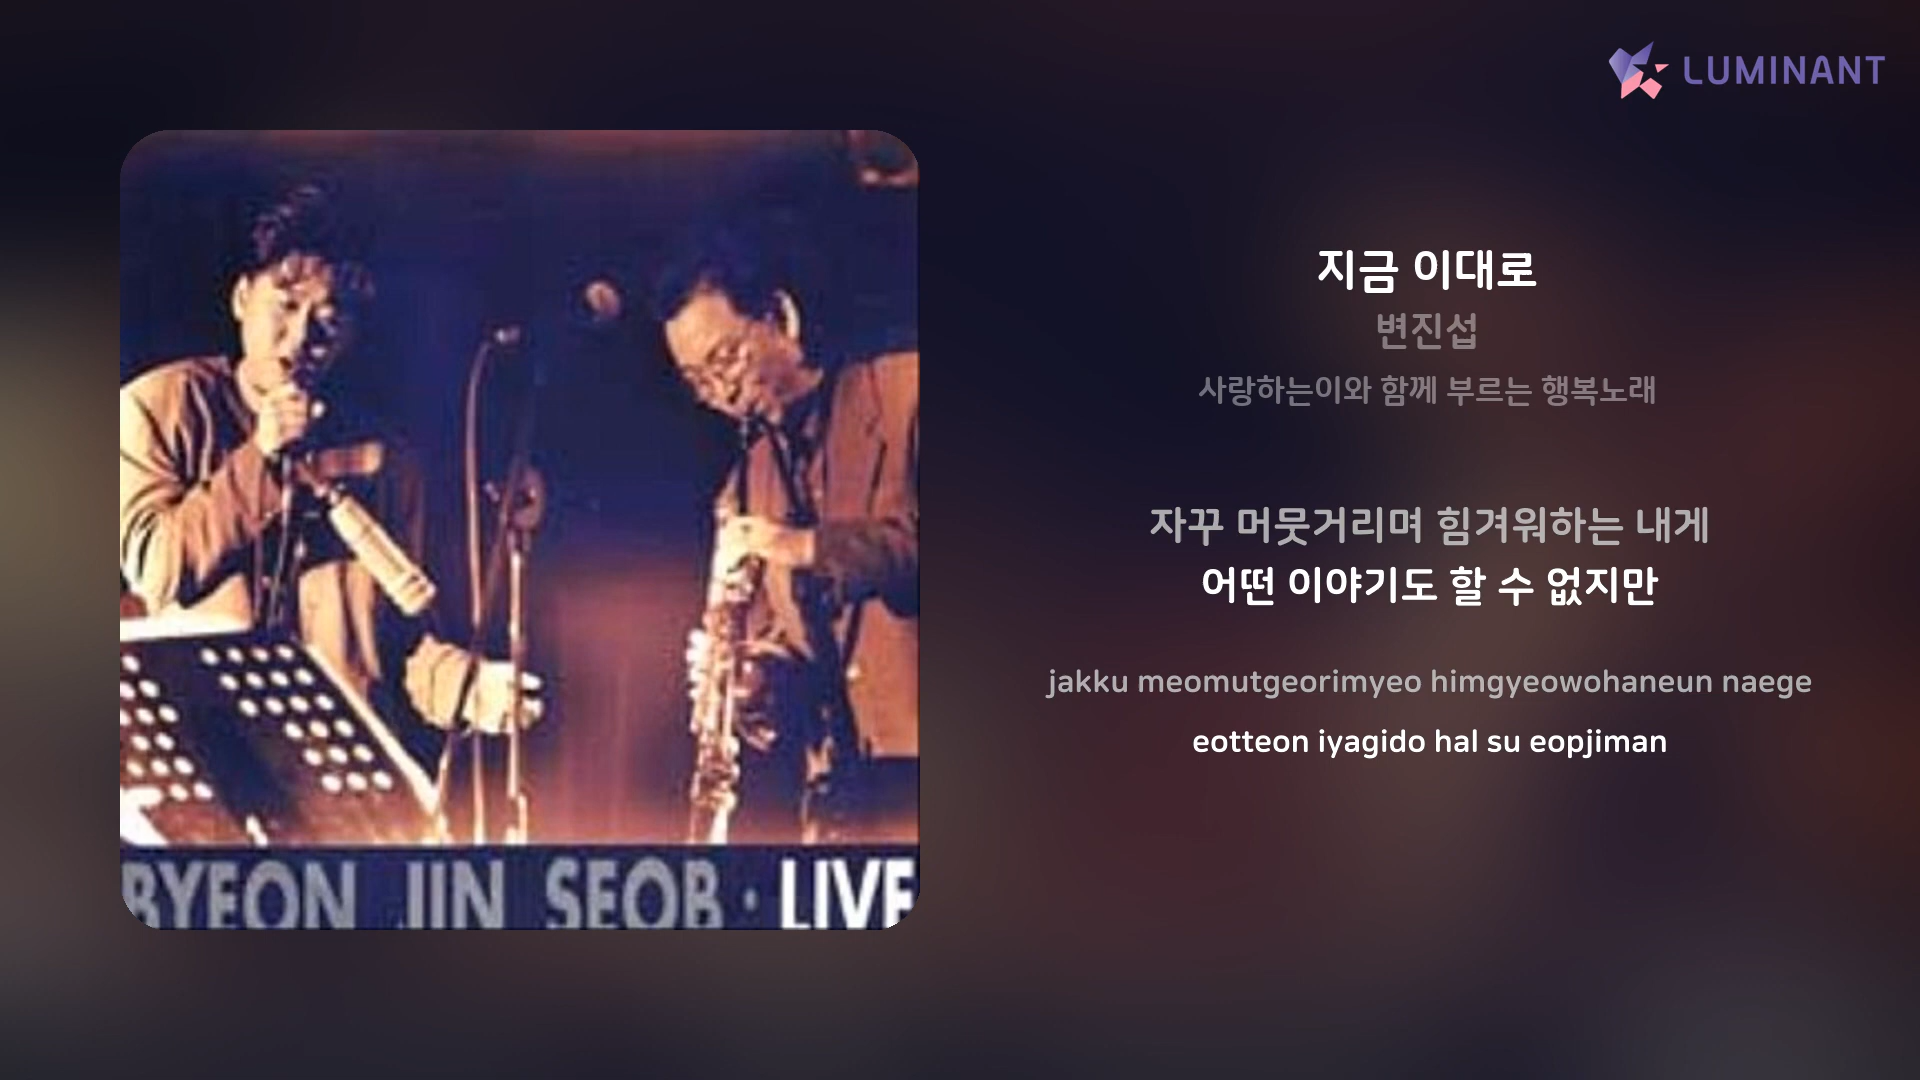 LUMINANT
지금 이대로
변진섭
사랑하는이와 함께 부르는 행복노래
자꾸 머뭇거리며 힘겨워하는 내게
어떤 이야기도 할 수 없지만
jakku meomutgeorimyeo himgyeowohaneun naege
eotteon iyagido hal su eopjiman
BYEON JIN SEOB · LIVE